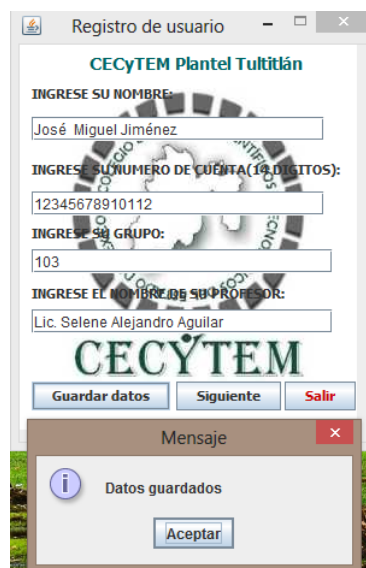 Registro de usuario
CECyTEM Plantel Tultitlán
INGRESE SU NOMBRE:
José Miguel Jiménez
INGRESE SU NUMERO DE CUENTA(14 DIGITOS):
12345678910112
INGRESE SU GRUPO:
103
INGRESE EL NOMBRE DE SU PROFESOR:
Lic. Selene Alejandro Aguilar
CECYTEM
Guardar datos Siguiente Salir
Mensaje
Datos guardados
Aceptar